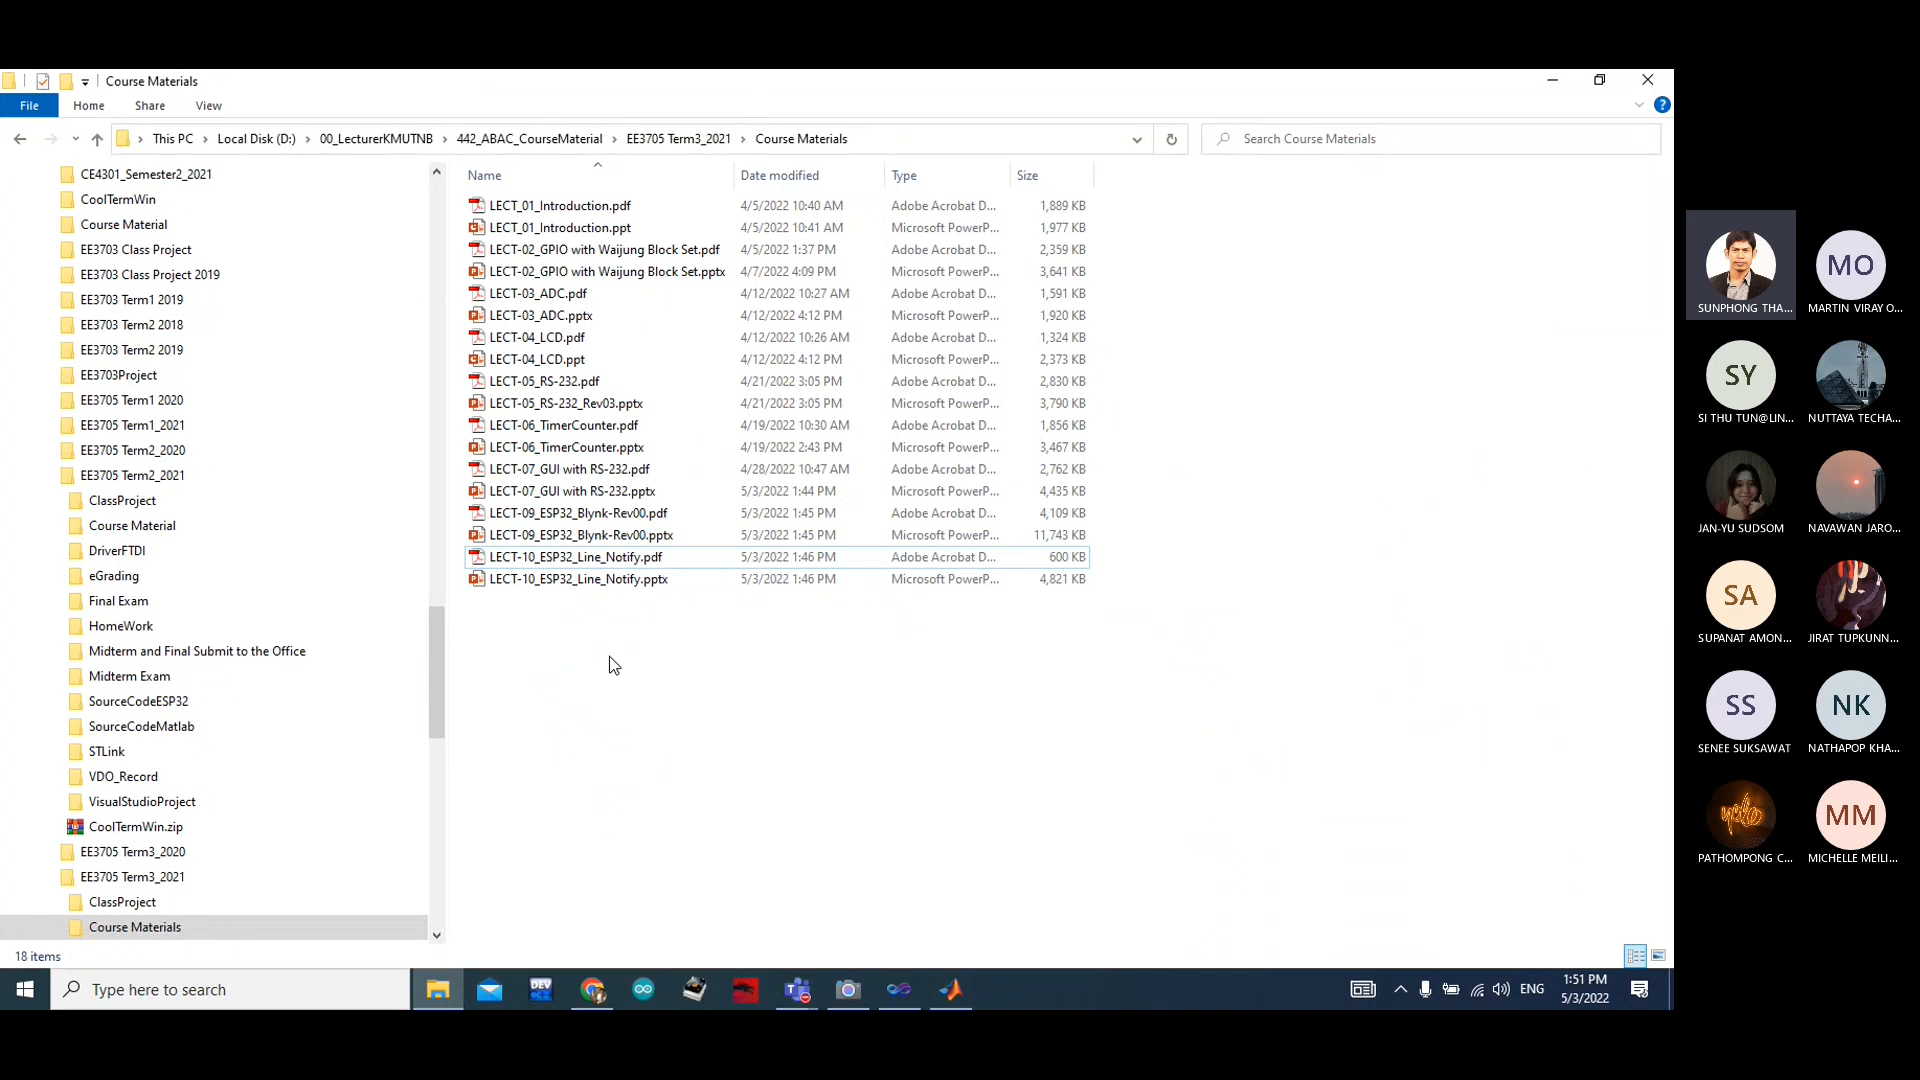 Course Materials
File Home Share View
This PC Local Disk (D:) 00_LecturerKMUTNB 442_ABAC_CourseMaterial EE3705 Term3_2021 Course Materials
Search Course Materials
CE4301_Semester2_2021
CoolTermWin
Course Material
EE3703 Class Project
EE3703 Class Project 2019
EE3703 Term1 2019
EE3703 Term2 2018
EE3703 Term2 2019
EE3703Project
EE3705 Term1 2020
EE3705 Term1_2021
EE3705 Term2_2020
EE3705 Term2_2021
ClassProject
Course Material
DriverFTDI
eGrading
Final Exam
HomeWork
Midterm and Final Submit to the Office
Midterm Exam
SourceCodeESP32
SourceCodeMatlab
STLink
VDO_Record
VisualStudioProject
CoolTermWin.zip
EE3705 Term3_2020
EE3705 Term3_2021
ClassProject
Course Materials
Name Date modified Type Size
LECT_01_Introduction.pdf 4/5/2022 10:40 AM Adobe Acrobat D... 1,889 KB
LECT_01_Introduction.ppt 4/5/2022 10:41 AM Microsoft PowerP... 1,977 KB
LECT-02_GPIO with Waijung Block Set.pdf 4/5/2022 1:37 PM Adobe Acrobat D... 2,359 KB
LECT-02_GPIO with Waijung Block Set.pptx 4/7/2022 4:09 PM Microsoft PowerP... 3,641 KB
LECT-03_ADC.pdf 4/12/2022 10:27 AM Adobe Acrobat D... 1,591 KB
LECT-03_ADC.pptx 4/12/2022 4:12 PM Microsoft PowerP... 1,920 KB
LECT-04_LCD.pdf 4/12/2022 10:26 AM Adobe Acrobat D... 1,324 KB
LECT-04_LCD.ppt 4/12/2022 4:12 PM Microsoft PowerP... 2,373 KB
LECT-05_RS-232.pdf 4/21/2022 3:05 PM Adobe Acrobat D... 2,830 KB
LECT-05_RS-232_Rev03.pptx 4/21/2022 3:05 PM Microsoft PowerP... 3,790 KB
LECT-06_TimerCounter.pdf 4/19/2022 10:30 AM Adobe Acrobat D... 1,856 KB
LECT-06_TimerCounter.pptx 4/19/2022 2:43 PM Microsoft PowerP... 3,467 KB
LECT-07_GUI with RS-232.pdf 4/28/2022 10:47 AM Adobe Acrobat D... 2,762 KB
LECT-07_GUI with RS-232.pptx 5/3/2022 1:44 PM Microsoft PowerP... 4,435 KB
LECT-09_ESP32_Blynk-Rev00.pdf 5/3/2022 1:45 PM Adobe Acrobat D... 4,109 KB
LECT-09_ESP32_Blynk-Rev00.pptx 5/3/2022 1:45 PM Microsoft PowerP... 11,743 KB
LECT-10_ESP32_Line_Notify.pdf 5/3/2022 1:46 PM Adobe Acrobat D... 600 KB
LECT-10_ESP32_Line_Notify.pptx 5/3/2022 1:46 PM Microsoft PowerP... 4,821 KB
18 items
Type here to search
DEV
ENG
1:51 PM
5/3/2022
SUNPHONG THA...
MO
MARTIN VIRAY O...
SY
SI THU TUN@LIN...
NUTTAYA TECHA...
JAN-YU SUDSOM
NAVAWAN JARO...
SA
SUPANAT AMON...
JIRAT TUPKUNN...
SS
SENEE SUKSAWAT
NK
NATHAPOP KHA...
yolo
PATHOMPONG C...
MM
MICHELLE MEILI...